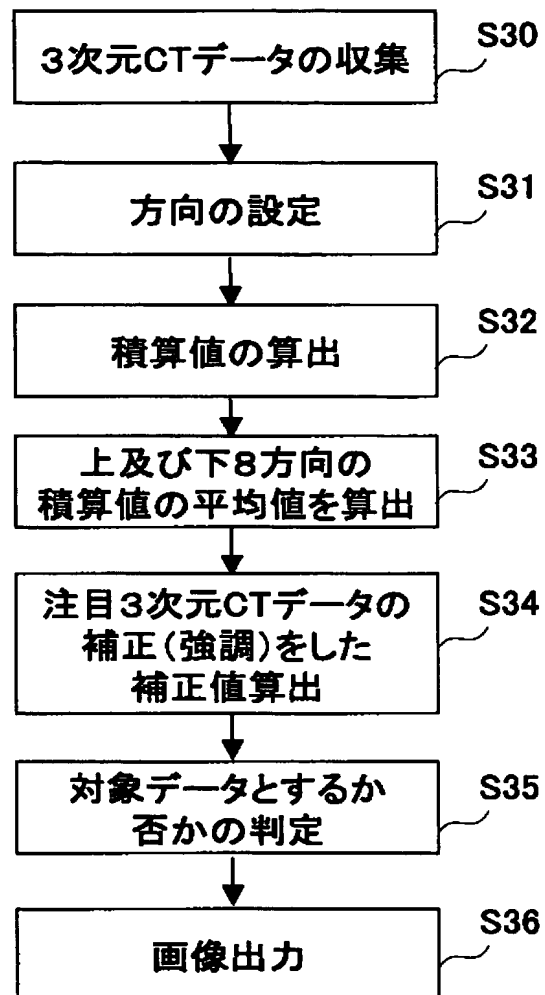 3次元CTデータの収集
S30
方向の設定
S31
積算値の算出
S32
上及び下8方向の
積算値の平均値を算出
S33
注目3次元CTデータの
補正(強調)をした
補正値算出
S34
対象データとするか
否かの判定
S35
画像出力
S36